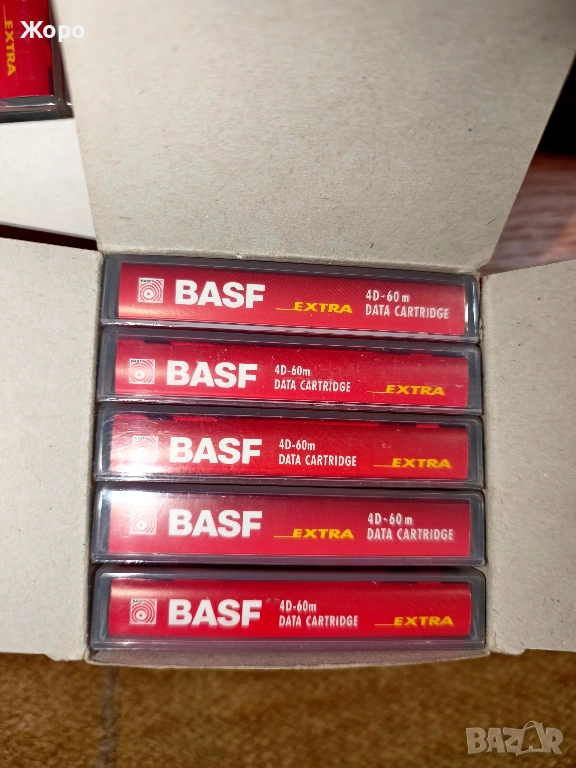 Жоро
EXTRA
BASF EXTRA 4D-60m
DATA CARTRIDGE
BASF 4D-60m
DATA CARTRIDGE EXTRA
BASF 4D-60m
DATA CARTRIDGE EXTRA
BASF EXTRA 4D-60m
DATA CARTRIDGE
BASF 4D-60m
DATA CARTRIDGE EXTRA
BAZAR